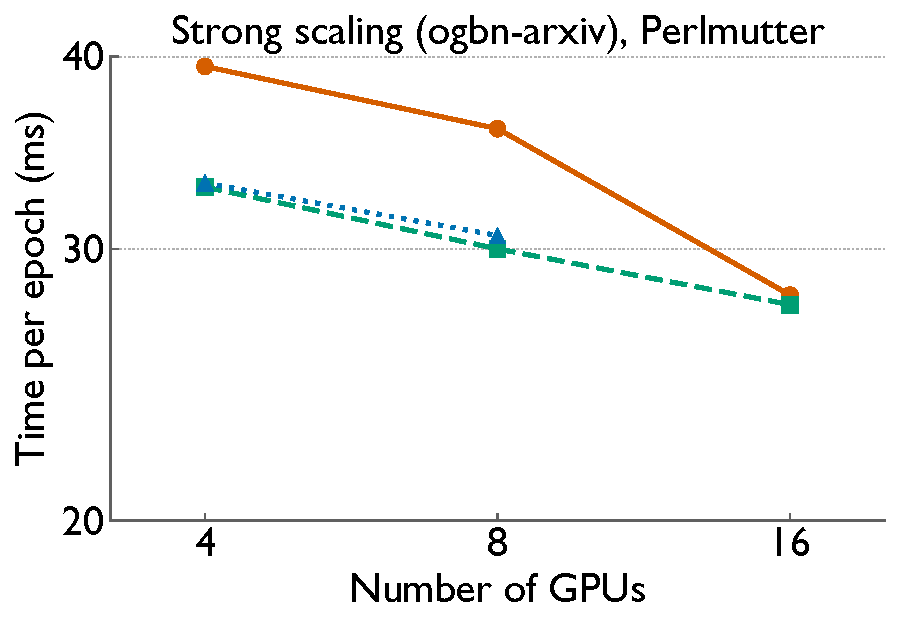 Strong scaling (ogbn-arxiv), Perlmutter
40
30
20
Time per epoch (ms)
4 8 16
Number of GPUs